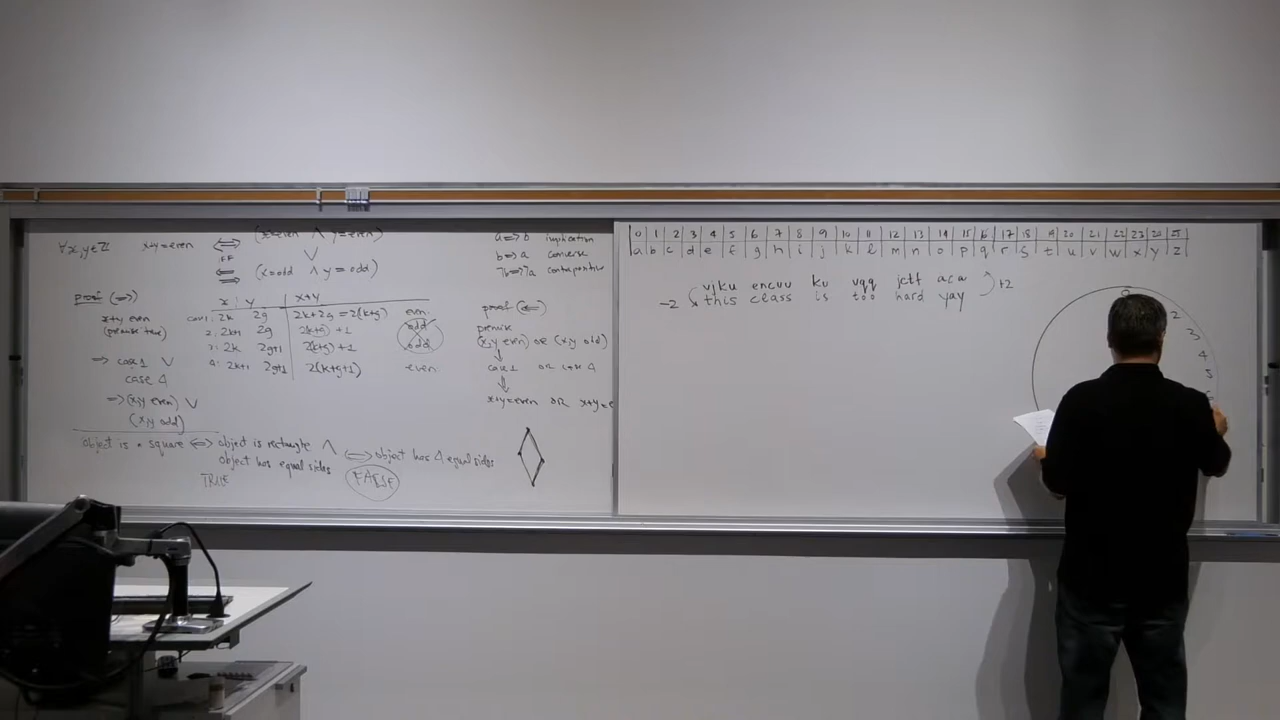 ∀x,y∈ℤ x+y=even ⟺ (x=even ∧ y=even)
IFF ∨
(x=odd ∧ y=odd)
a⟹b implication
b⟹a converse
¬b⟹¬a contrapositive
proof (⟹)
x+y even
(premise true)
⟹ case 1 ∨
case 4
⟹(x,y even) ∨
(x,y odd)
x y x+y
case 1: 2k 2g 2k+2g=2(k+g) even
2: 2k+1 2g 2(k+g)+1 odd
3: 2k 2g+1 2(k+g)+1 odd
4: 2k+1 2g+1 2(k+g+1) even
proof (⟸)
premise
(x,y even) OR (x,y odd)
case 1 OR case 4
⇓
x+y=even OR x+y=e
object is a square ⟺ object is rectangle ∧ ⟺ object has 4 equal sides
object has equal sides
TRUE FALSE
0 1 2 3 4 5 6 7 8 9 10 11 12 13 14 15 16 17 18 19 20 21 22 23 24 25
a b c d e f g h i j k l m n o p q r s t u v w x y z
vjku encuu ku vqq jctf aca +2
-2 this class is too hard yay
0
2
3
4
5